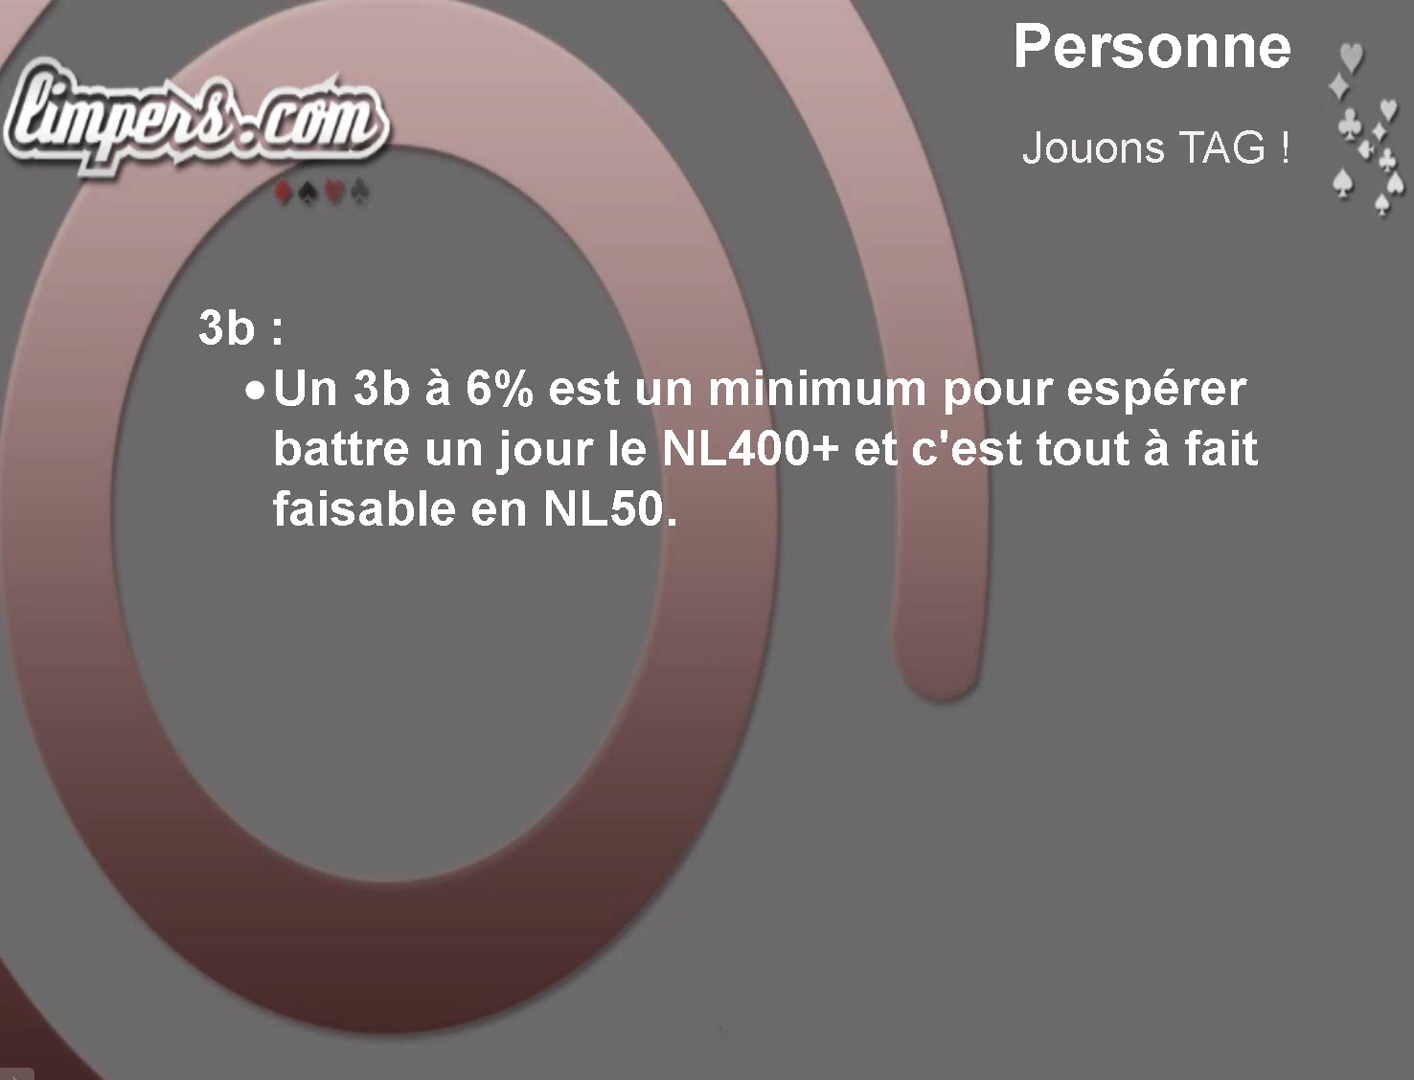 Personne
limpers.com
Jouons TAG !
3b :
•Un 3b à 6% est un minimum pour espérer
battre un jour le NL400+ et c'est tout à fait
faisable en NL50.